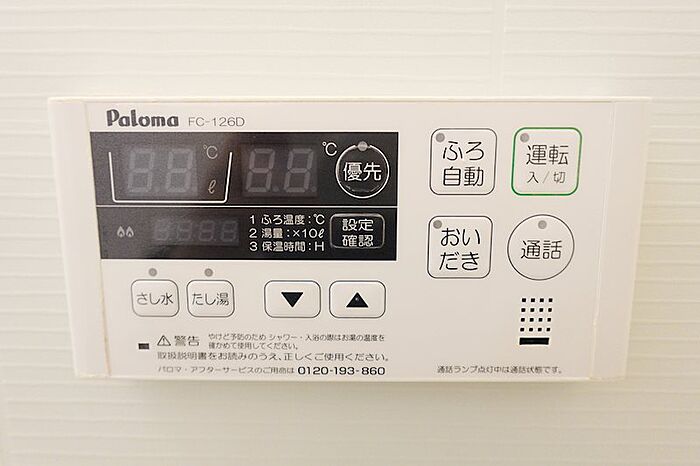 Paloma FC-126D
℃
ℓ
℃
優先
ふろ
自動
運転
入/切
1 ふろ温度:℃
2 湯量:×10ℓ
3 保温時間:H
設定
確認
おい
だき
通話
さし水
たし湯
▼
▲
⚠警告
やけど予防のため シャワー・入浴の際はお湯の温度を
確かめて使用してください。
取扱説明書をお読みのうえ、正しくご使用ください。
パロマ・アフターサービスのご用命は 0120-193-860
通話ランプ点灯中は通話状態です。